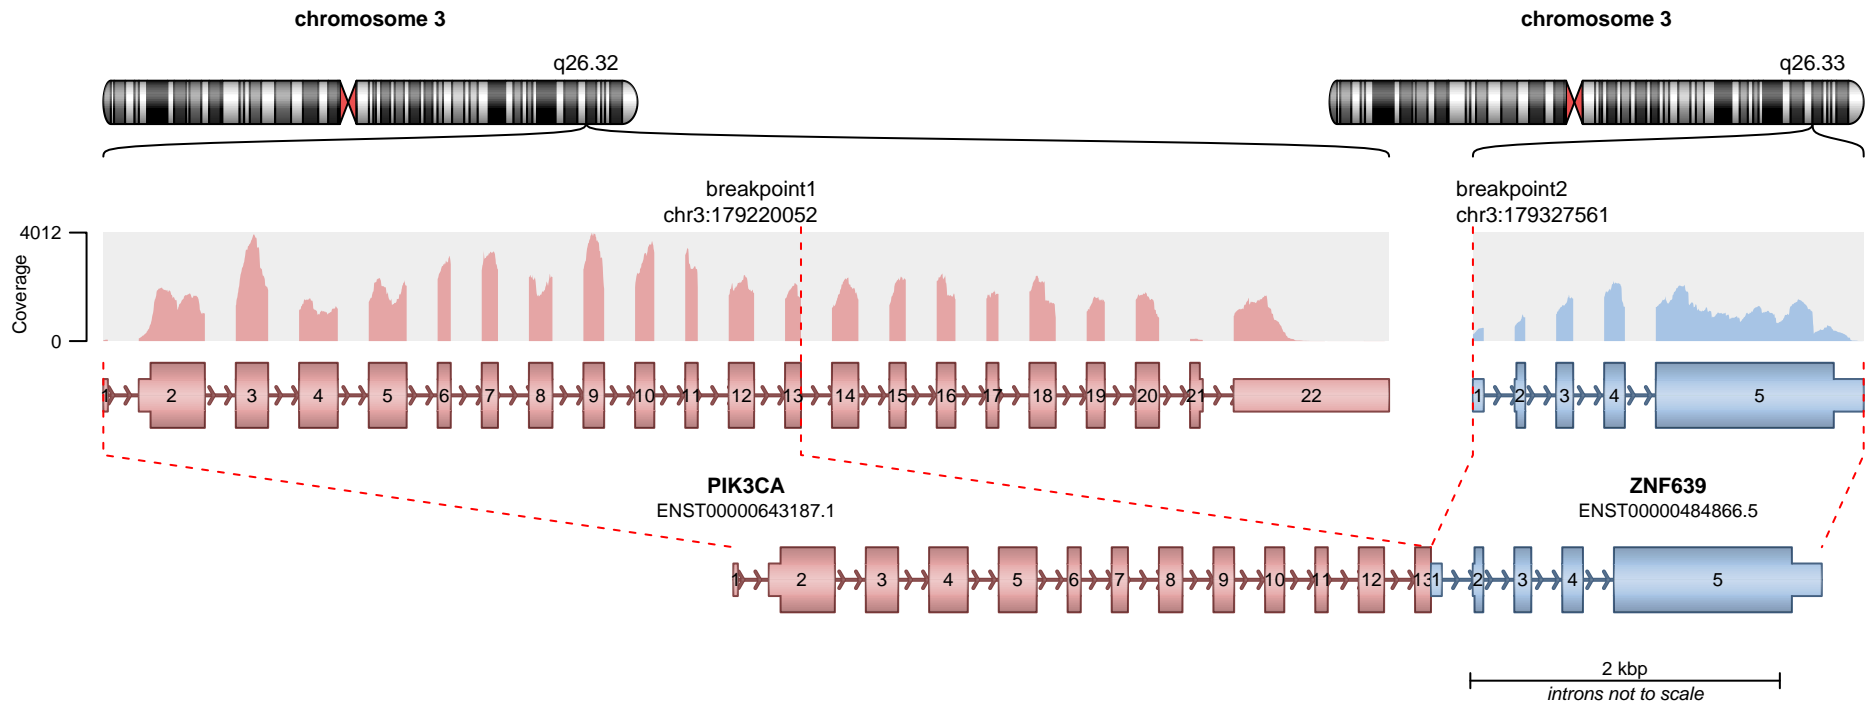 chromosome 3
chromosome 3
q26.32
q26.33
breakpoint1
chr3:179220052
breakpoint2
chr3:179327561
4012
Coverage
0
1 2 3 4 5 6 7 8 9 10 11 12 13 14 15 16 17 18 19 20 21 22
1 2 3 4 5
PIK3CA
ENST00000643187.1
ZNF639
ENST00000484866.5
1 2 3 4 5 6 7 8 9 10 11 12 13 1 2 3 4 5
2 kbp
introns not to scale